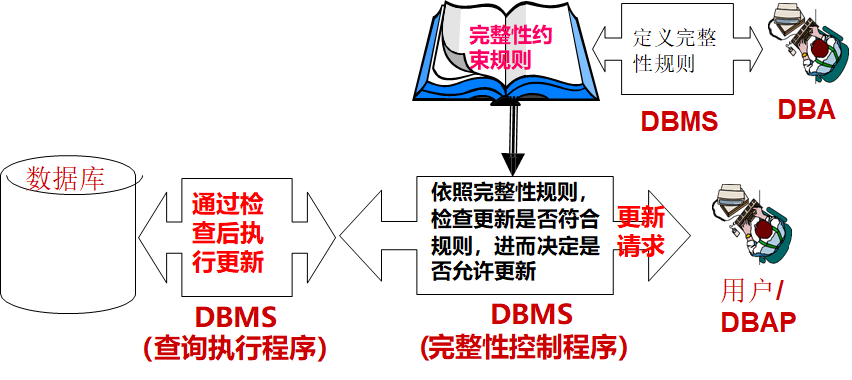 完整性约
束规则
定义完整
性规则
DBMS
DBA
数据库
通过检
查后执
行更新
依照完整性规则，
检查更新是否符合
规则，进而决定是
否允许更新
更新
请求
DBMS
（查询执行程序）
DBMS
(完整性控制程序）
用户/
DBAP